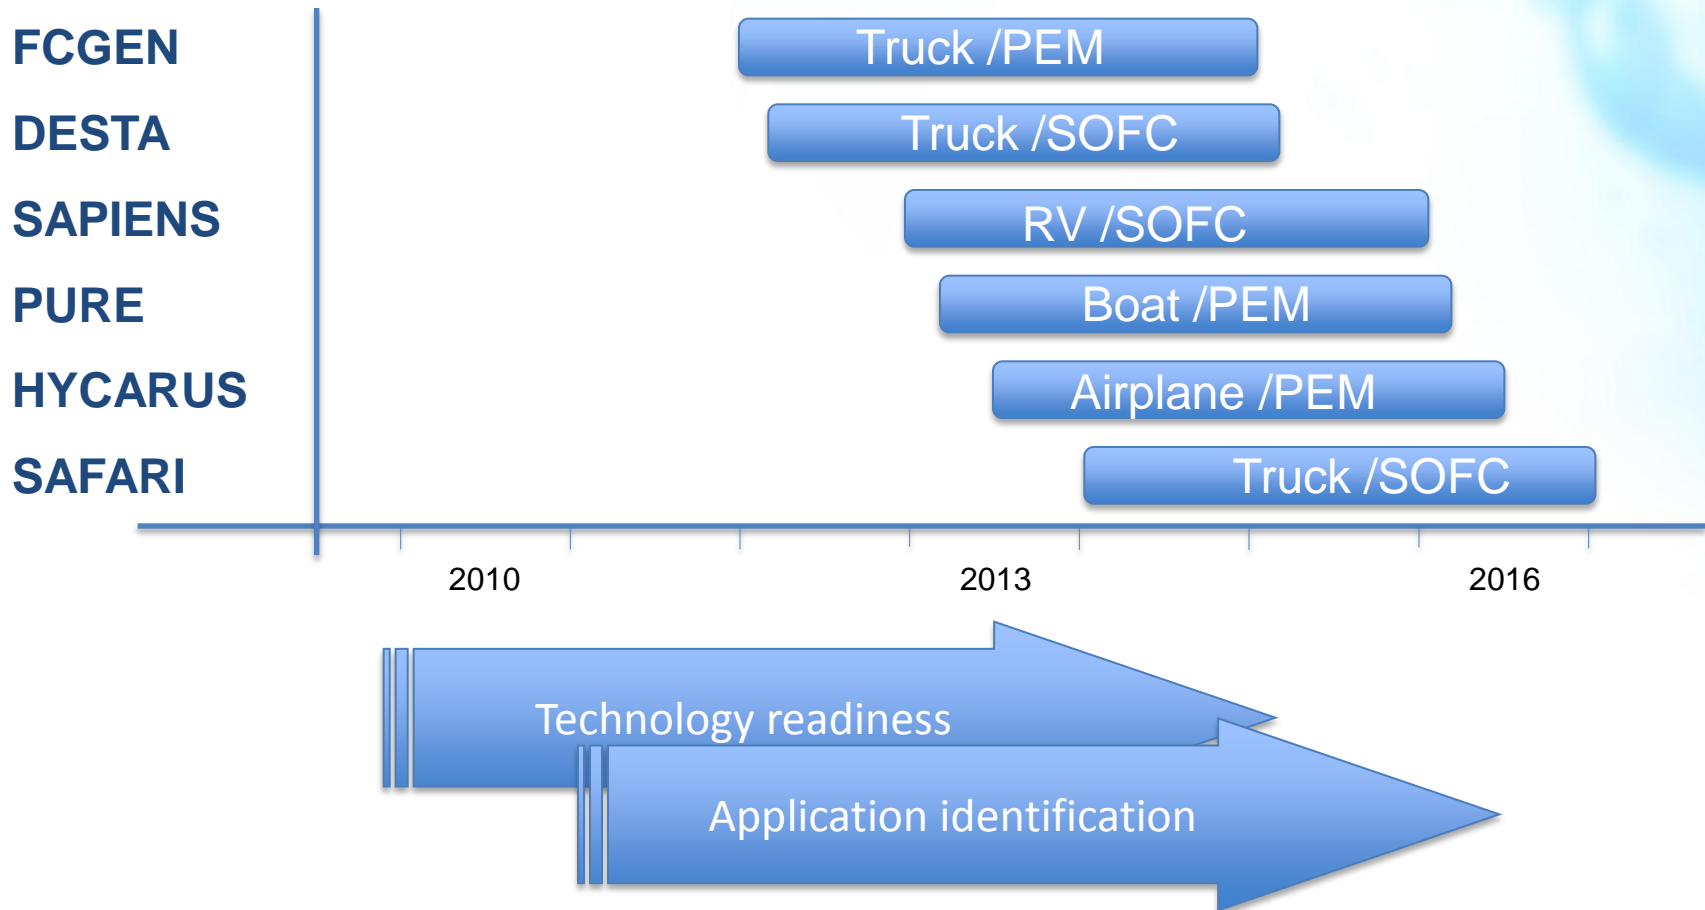 FCGEN
Truck /PEM
DESTA
Truck /SOFC
SAPIENS
RV /SOFC
PURE
Boat /PEM
HYCARUS
Airplane /PEM
SAFARI
Truck /SOFC
2010
2013
2016
Technology readiness
Application identification